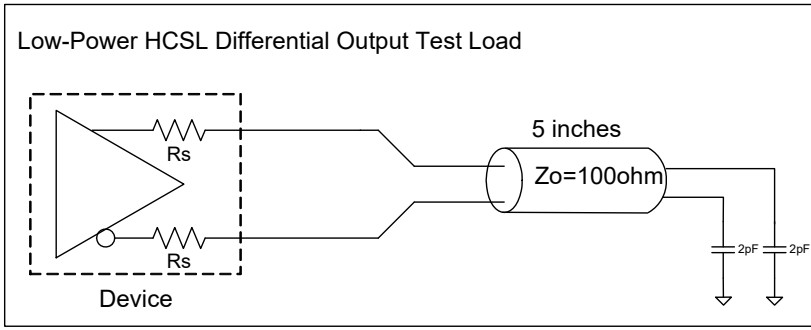 Low-Power HCSL Differential Output Test Load
5 inches
Rs
Zo=100ohm
Rs
2pF
2pF
Device